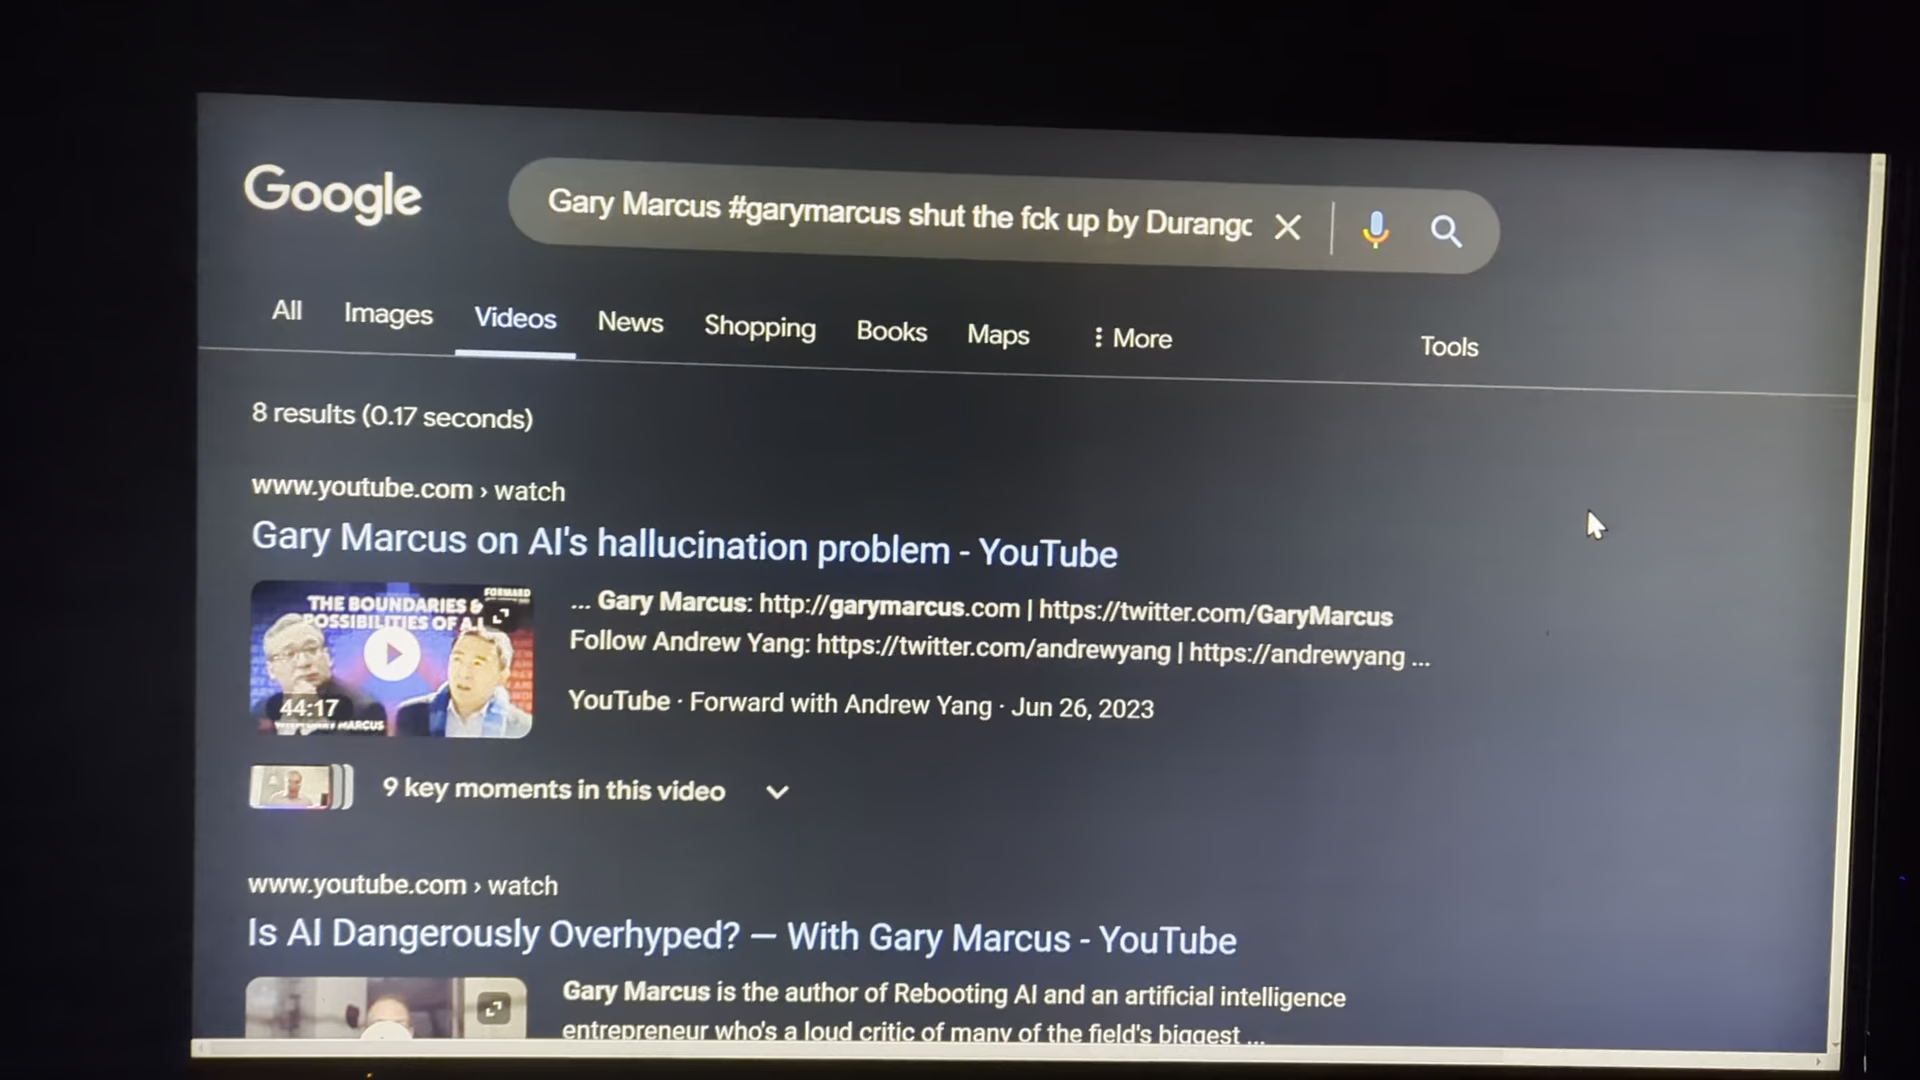 Google
Gary Marcus #garymarcus shut the fck up by Durango
All Images Videos News Shopping Books Maps More Tools
8 results (0.17 seconds)
www.youtube.com › watch
Gary Marcus on AI's hallucination problem - YouTube
FORWARD
THE BOUNDARIES &
POSSIBILITIES OF A.I.
44:17
MARCUS
... Gary Marcus: http://garymarcus.com | https://twitter.com/GaryMarcus
Follow Andrew Yang: https://twitter.com/andrewyang | https://andrewyang ...
YouTube · Forward with Andrew Yang · Jun 26, 2023
9 key moments in this video
www.youtube.com › watch
Is AI Dangerously Overhyped? — With Gary Marcus - YouTube
Gary Marcus is the author of Rebooting AI and an artificial intelligence
entrepreneur who's a loud critic of many of the field's biggest ...